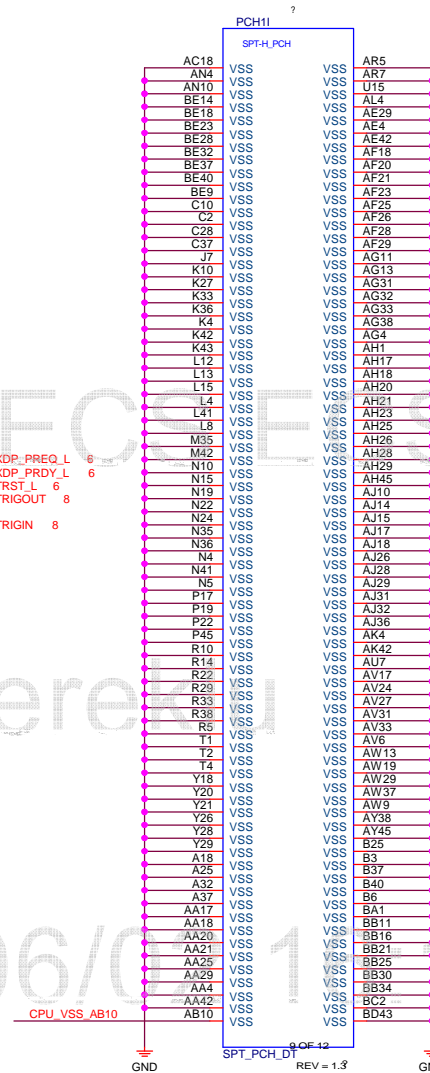 ?
PCH1I
SPT-H_PCH
AC18 VSS VSS AR5
AN4 VSS VSS AR7
AN10 VSS VSS U15
BE14 VSS VSS AL4
BE18 VSS VSS AE29
BE23 VSS VSS AE4
BE28 VSS VSS AE42
BE32 VSS VSS AF18
BE37 VSS VSS AF20
BE40 VSS VSS AF21
BE9 VSS VSS AF23
C10 VSS VSS AF25
C2 VSS VSS AF26
C28 VSS VSS AF28
C37 VSS VSS AF29
J7 VSS VSS AG11
K10 VSS VSS AG13
K27 VSS VSS AG31
K33 VSS VSS AG32
K36 VSS VSS AG33
K4 VSS VSS AG38
K42 VSS VSS AG4
K43 VSS VSS AH1
L12 VSS VSS AH17
L13 VSS VSS AH18
L15 VSS VSS AH20
L4 VSS VSS AH21
L41 VSS VSS AH23
L8 VSS VSS AH25
M35 VSS VSS AH26
M42 VSS VSS AH28
N10 VSS VSS AH29
N15 VSS VSS AH45
N19 VSS VSS AJ10
N22 VSS VSS AJ14
N24 VSS VSS AJ15
N35 VSS VSS AJ17
N36 VSS VSS AJ18
N4 VSS VSS AJ26
N41 VSS VSS AJ28
N5 VSS VSS AJ29
P17 VSS VSS AJ31
P19 VSS VSS AJ32
P22 VSS VSS AJ36
P45 VSS VSS AK4
R10 VSS VSS AK42
R14 VSS VSS AU7
R22 VSS VSS AV17
R29 VSS VSS AV24
R33 VSS VSS AV27
R38 VSS VSS AV31
R5 VSS VSS AV33
T1 VSS VSS AV6
T2 VSS VSS AW13
T4 VSS VSS AW19
Y18 VSS VSS AW29
Y20 VSS VSS AW37
Y21 VSS VSS AW9
Y26 VSS VSS AY38
Y28 VSS VSS AY45
Y29 VSS VSS B25
A18 VSS VSS B3
A25 VSS VSS B37
A32 VSS VSS B40
A37 VSS VSS B6
AA17 VSS VSS BA1
AA18 VSS VSS BB11
AA20 VSS VSS BB16
AA21 VSS VSS BB21
AA25 VSS VSS BB25
AA29 VSS VSS BB30
AA4 VSS VSS BB34
AA42 VSS VSS BC2
AB10 VSS VSS BD43
XDP_PREQ_L 6
XDP_PRDY_L 6
TRST_L 6
TRIGOUT 8
TRIGIN 8
ECS ECS
erekliu
06/02 16
CPU_VSS_AB10
SPT_PCH_DT
9 OF 12
REV = 1.3
?
GND